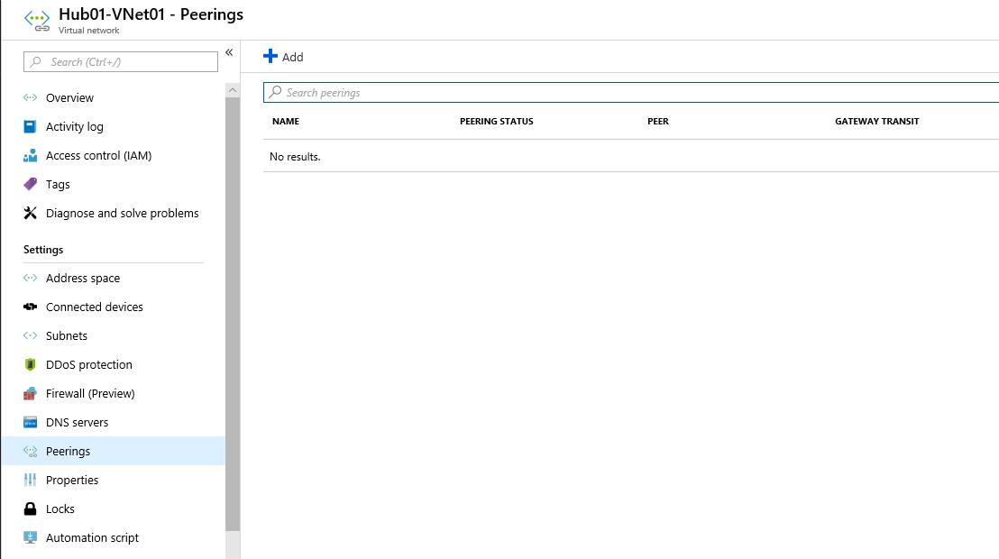 Hub01-VNet01 - Peerings
Virtual network
Search (Ctrl+/)
Overview
Activity log
Access control (IAM)
Tags
Diagnose and solve problems
Settings
Address space
Connected devices
Subnets
DDoS protection
Firewall (Preview)
DNS servers
Peerings
Properties
Locks
Automation script
Add
Search peerings
NAME PEERING STATUS PEER GATEWAY TRANSIT
No results.